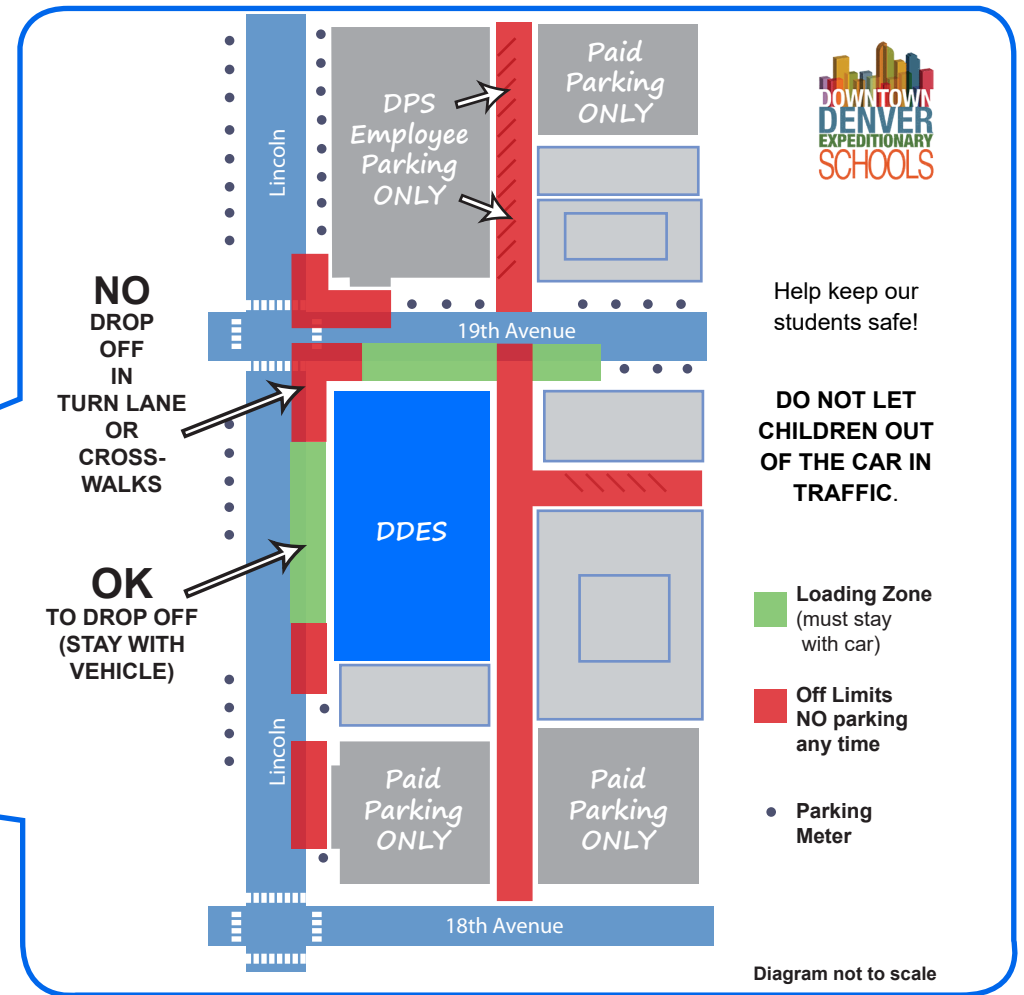 Lincoln
DPS
Employee
Parking
ONLY
Paid
Parking
ONLY
DOWNTOWN
DENVER
EXPEDITIONARY
SCHOOLS
NO
DROP
OFF
IN
TURN LANE
OR
CROSS-
WALKS
19th Avenue
Help keep our
students safe!
DO NOT LET
CHILDREN OUT
OF THE CAR IN
TRAFFIC.
DDES
OK
TO DROP OFF
(STAY WITH
VEHICLE)
Loading Zone
(must stay
with car)
Off Limits
NO parking
any time
Parking
Meter
Lincoln
Paid
Parking
ONLY
Paid
Parking
ONLY
18th Avenue
Diagram not to scale